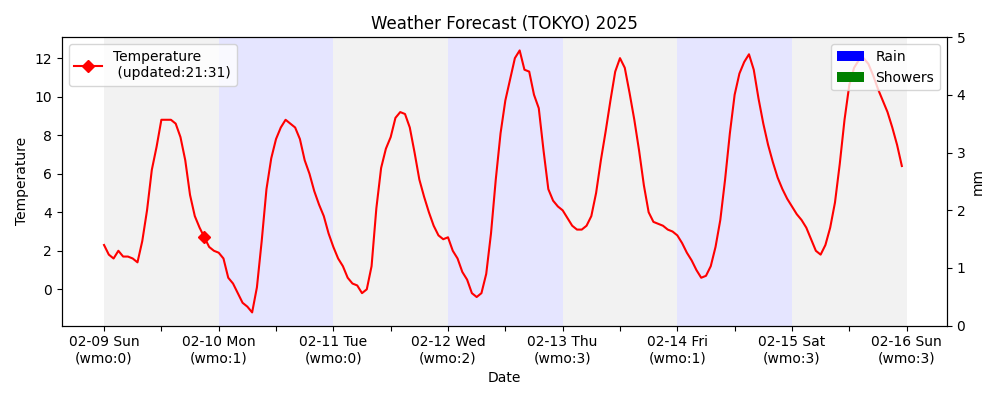 Weather Forecast (TOKYO) 2025
Temperature
(updated:21:31)
Rain
Showers
Temperature
12
10
8
6
4
2
0
5
4
3
2
1
0
mm
02-09 Sun
(wmo:0)
02-10 Mon
(wmo:1)
02-11 Tue
(wmo:0)
02-12 Wed
(wmo:2)
02-13 Thu
(wmo:3)
02-14 Fri
(wmo:1)
02-15 Sat
(wmo:3)
02-16 Sun
(wmo:3)
Date